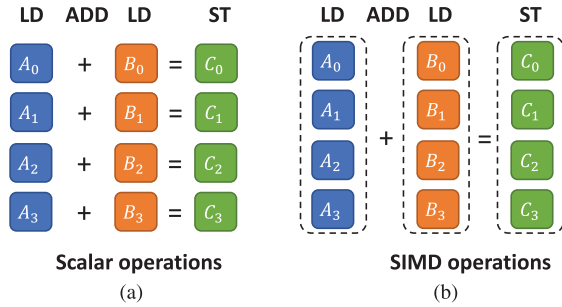 LD ADD LD ST
A₀ + B₀ = C₀
A₁ + B₁ = C₁
A₂ + B₂ = C₂
A₃ + B₃ = C₃
Scalar operations
(a)
LD ADD LD ST
A₀ B₀ C₀
A₁ B₁ C₁
+ =
A₂ B₂ C₂
A₃ B₃ C₃
SIMD operations
(b)